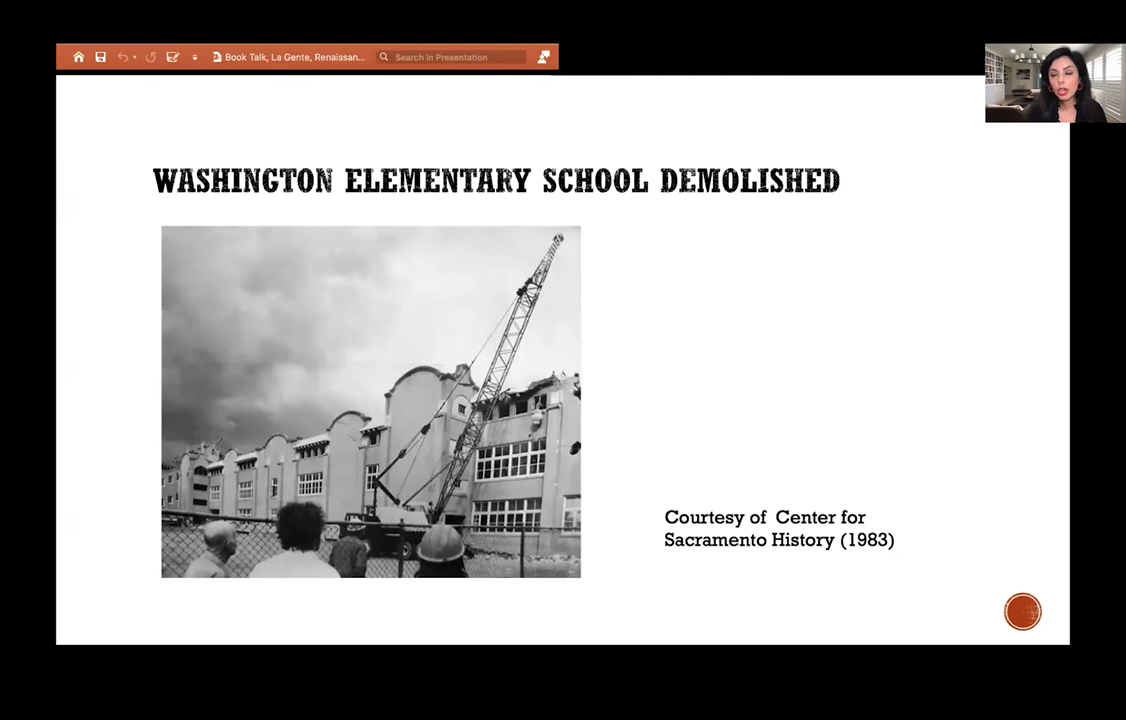 Book Talk, La Gente, Renaissan...
Search in Presentation
WASHINGTON ELEMENTARY SCHOOL DEMOLISHED
Courtesy of Center for
Sacramento History (1983)